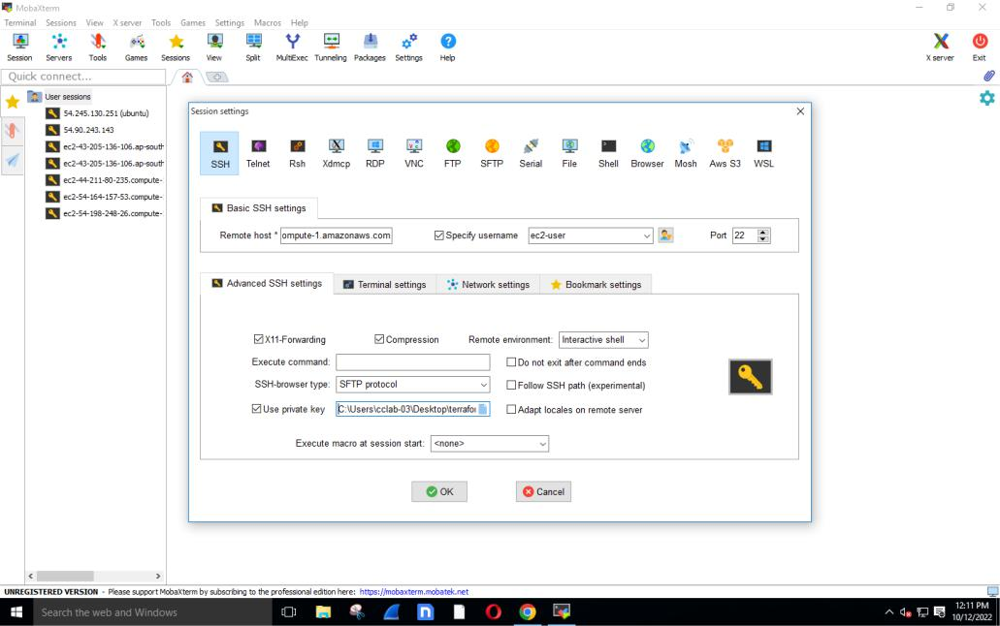 MobaXterm
Terminal Sessions View X server Tools Games Settings Macros Help
Session Servers Tools Games Sessions View Split MultiExec Tunneling Packages Settings Help X server Exit
Quick connect...
User sessions
54.245.130.251 (ubuntu)
54.90.243.143
ec2-43-205-136-106.ap-south
ec2-43-205-136-106.ap-south
ec2-44-211-80-235.compute-
ec2-54-164-157-53.compute-
ec2-54-198-248-26.compute-
Session settings
SSH Telnet Rsh Xdmcp RDP VNC FTP SFTP Serial File Shell Browser Mosh Aws S3 WSL
Basic SSH settings
Remote host * ompute-1.amazonaws.com Specify username ec2-user Port 22
Advanced SSH settings Terminal settings Network settings Bookmark settings
X11-Forwarding Compression Remote environment: Interactive shell
Execute command: Do not exit after command ends
SSH-browser type: SFTP protocol Follow SSH path (experimental)
Use private key C:\Users\cclab-03\Desktop\terrafor Adapt locales on remote server
Execute macro at session start: <none>
OK Cancel
UNREGISTERED VERSION - Please support MobaXterm by subscribing to the professional edition here: https://mobaxterm.mobatek.net
Search the web and Windows
12:11 PM
10/12/2022